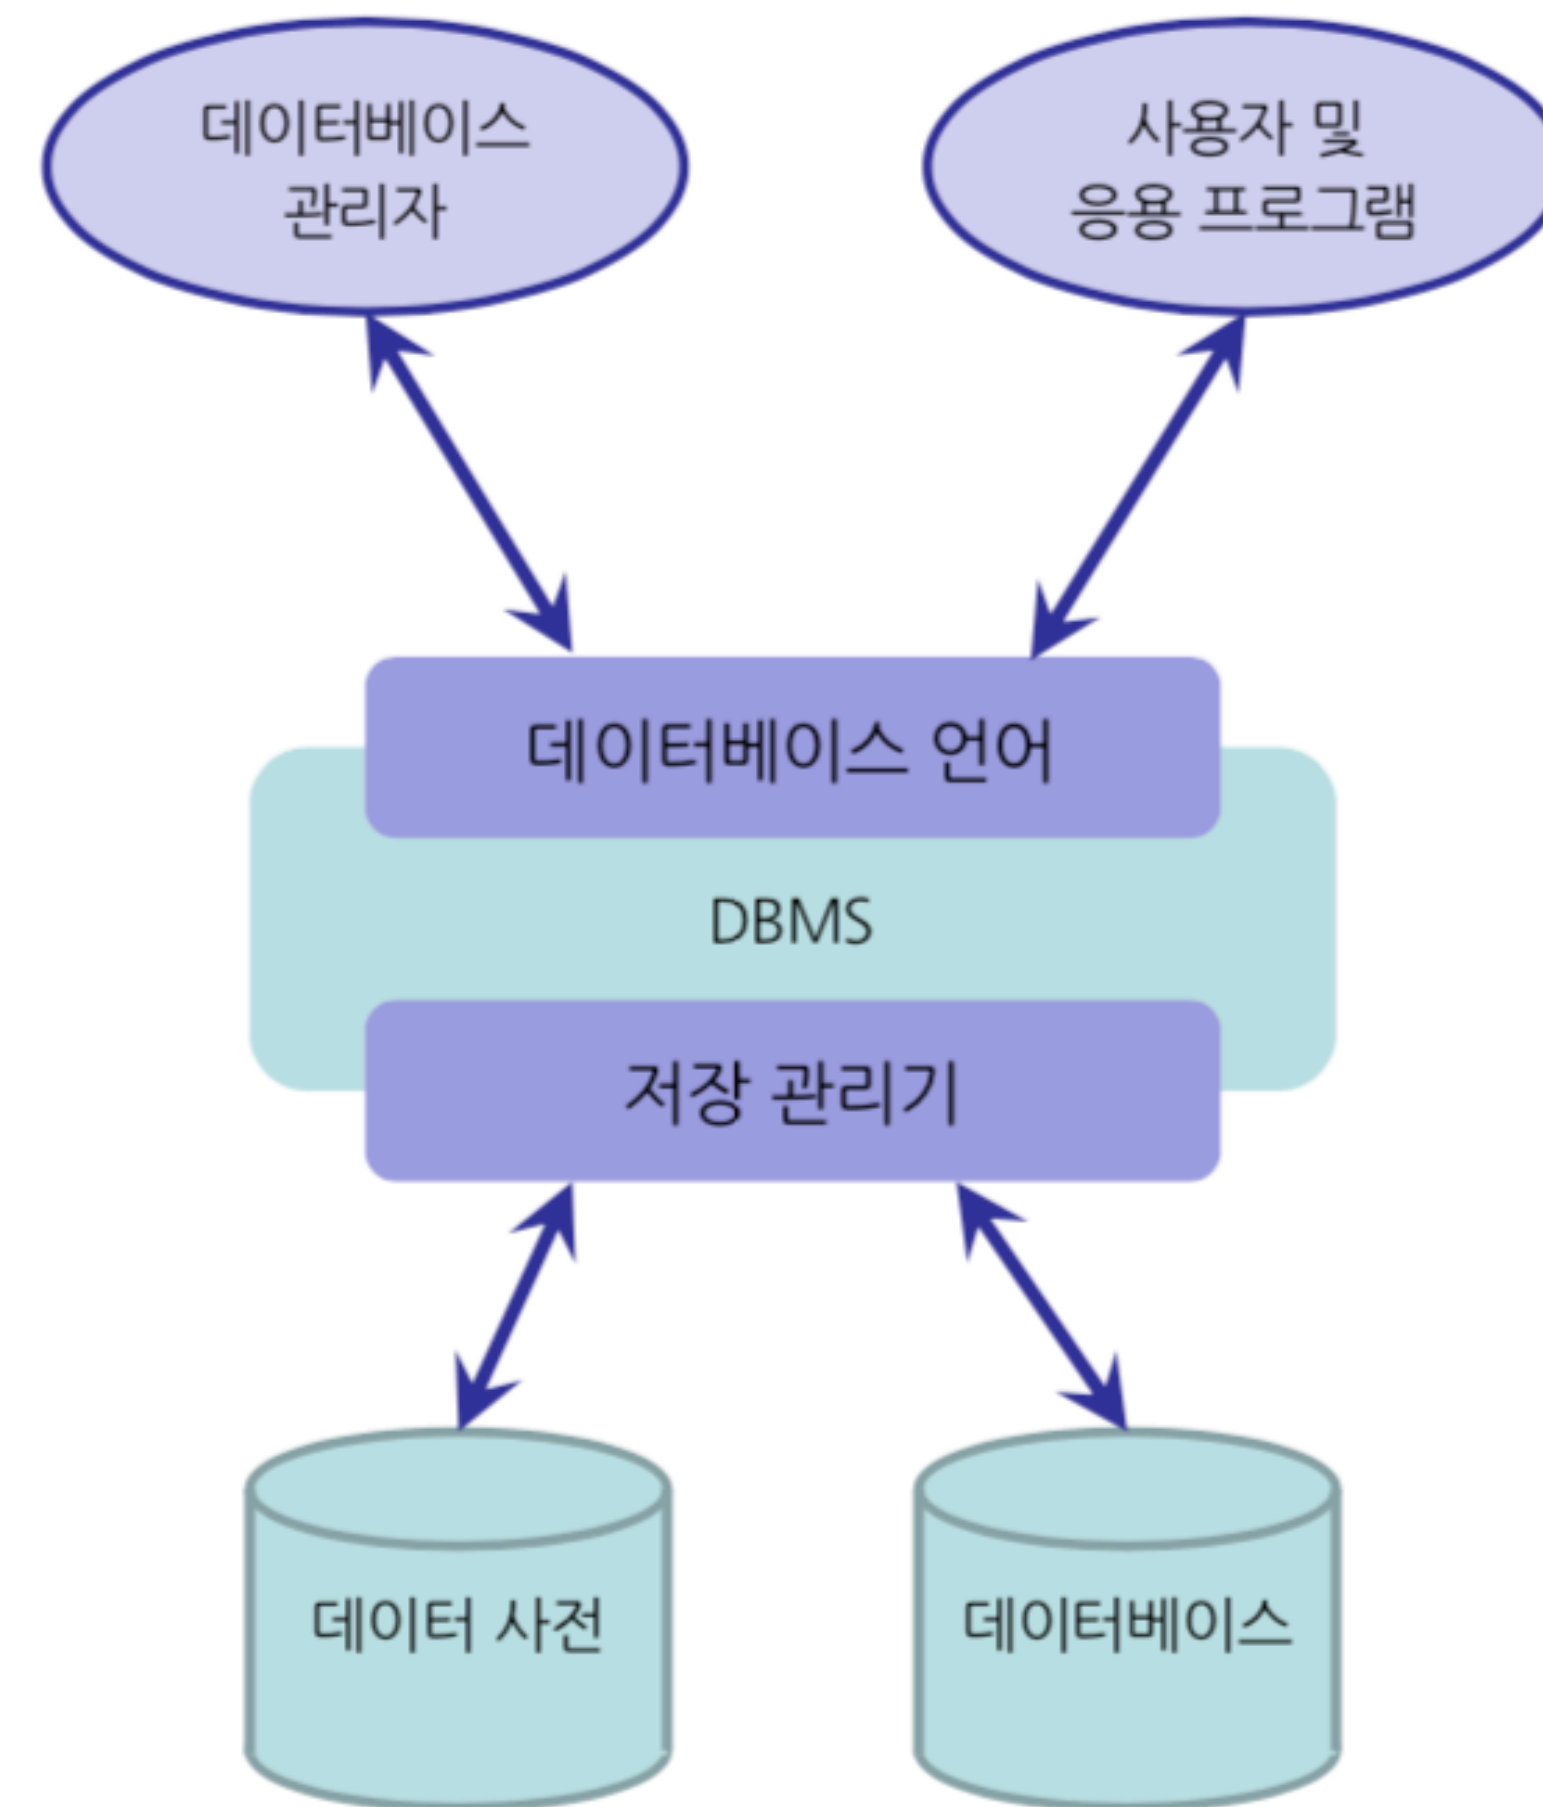 데이터베이스
관리자
사용자 및
응용 프로그램
데이터베이스 언어
DBMS
저장 관리기
데이터 사전
데이터베이스